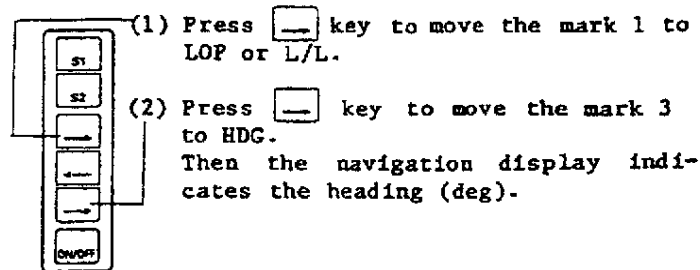 (1) Press → key to move the mark 1 to
LOP or L/L.
(2) Press → key to move the mark 3
to HDG.
Then the navigation display indi-
cates the heading (deg).
S1
S2
→
←
→
ON/OFF